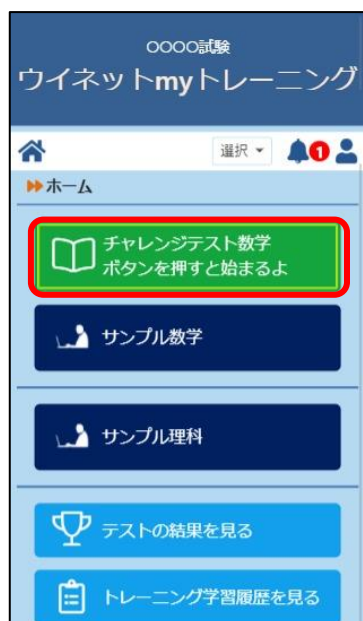 ○○○○試験
ウイネットmyトレーニング
選択
1
ホーム
チャレンジテスト数学
ボタンを押すと始まるよ
サンプル数学
サンプル理科
テストの結果を見る
トレーニング学習履歴を見る